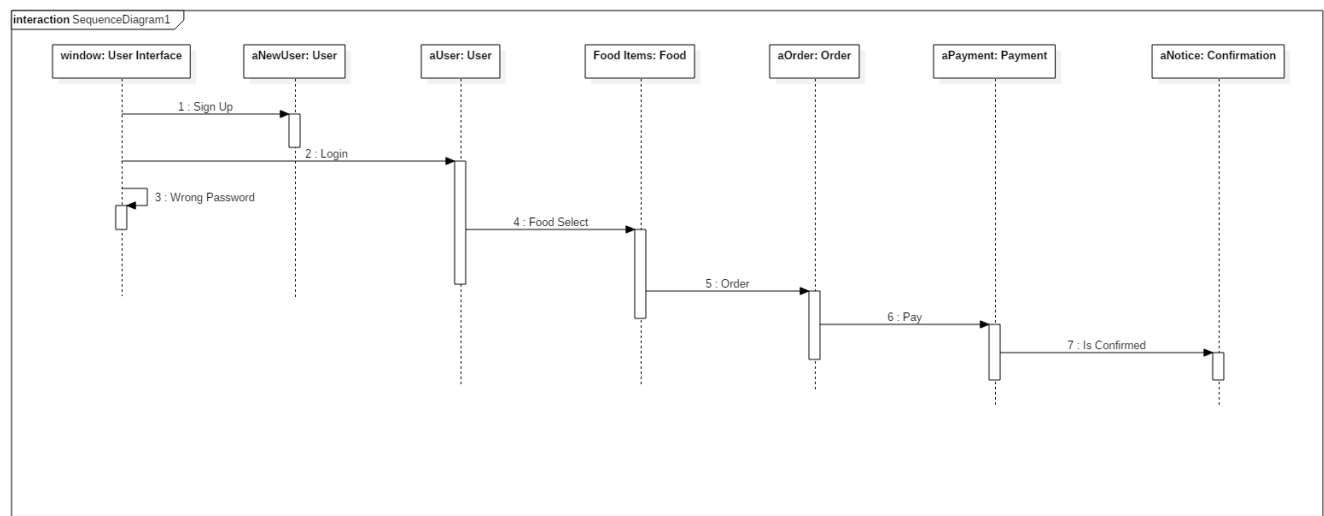 interaction SequenceDiagram1
window: User Interface
aNewUser: User
aUser: User
Food Items: Food
aOrder: Order
aPayment: Payment
aNotice: Confirmation
1 : Sign Up
2 : Login
3 : Wrong Password
4 : Food Select
5 : Order
6 : Pay
7 : Is Confirmed